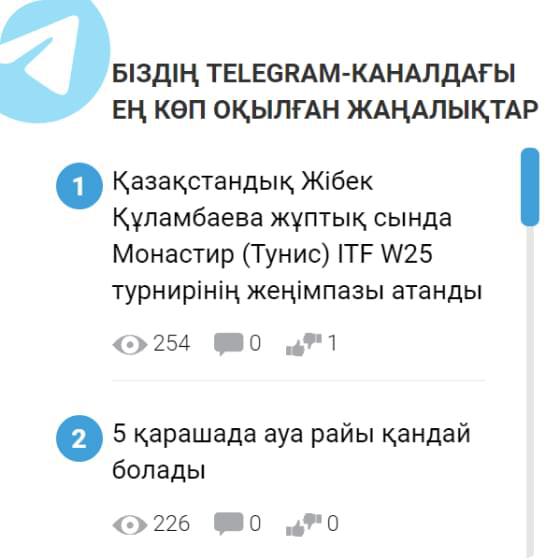 БІЗДІҢ TELEGRAM-КАНАЛДАҒЫ
ЕҢ КӨП ОҚЫЛҒАН ЖАҢАЛЫҚТАР
1
Қазақстандық Жібек
Құламбаева жұптық сында
Монастир (Тунис) ITF W25
турнирінің жеңімпазы атанды
254 0 1
2
5 қарашада ауа райы қандай
болады
226 0 0